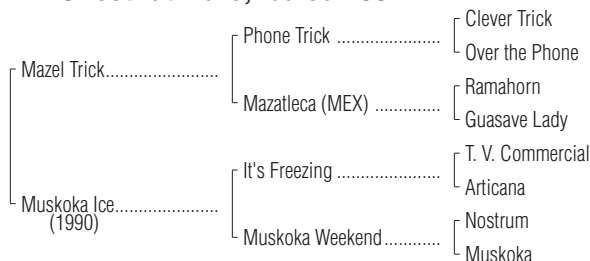 Clever Trick
Phone Trick ..................
Over the Phone
Mazel Trick......................
Ramahorn
Mazatleca (MEX) ...............
Guasave Lady
T. V. Commercial
It's Freezing ..................
Articana
Muskoka Ice....................
(1990)
Nostrum
Muskoka Weekend............
Muskoka